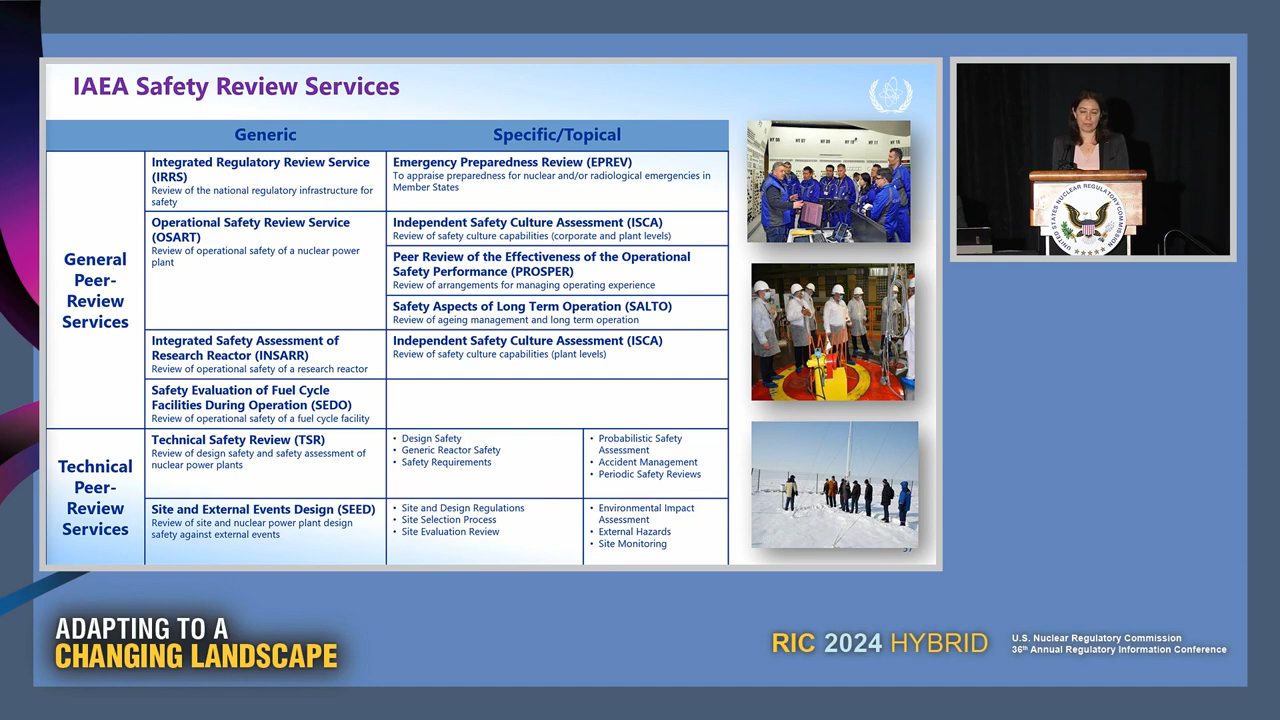 IAEA Safety Review Services
Generic
Specific/Topical
General
Peer-
Review
Services
Integrated Regulatory Review Service
(IRRS)
Review of the national regulatory infrastructure for
safety
Emergency Preparedness Review (EPREV)
To appraise preparedness for nuclear and/or radiological emergencies in
Member States
Operational Safety Review Service
(OSART)
Review of operational safety of a nuclear power
plant
Independent Safety Culture Assessment (ISCA)
Review of safety culture capabilities (corporate and plant levels)
Peer Review of the Effectiveness of the Operational
Safety Performance (PROSPER)
Review of arrangements for managing operating experience
Safety Aspects of Long Term Operation (SALTO)
Review of ageing management and long term operation
Integrated Safety Assessment of
Research Reactor (INSARR)
Review of operational safety of a research reactor
Independent Safety Culture Assessment (ISCA)
Review of safety culture capabilities (plant levels)
Safety Evaluation of Fuel Cycle
Facilities During Operation (SEDO)
Review of operational safety of a fuel cycle facility
Technical
Peer-
Review
Services
Technical Safety Review (TSR)
Review of design safety and safety assessment of
nuclear power plants
• Design Safety
• Generic Reactor Safety
• Safety Requirements
• Probabilistic Safety
Assessment
• Accident Management
• Periodic Safety Reviews
Site and External Events Design (SEED)
Review of site and nuclear power plant design
safety against external events
• Site and Design Regulations
• Site Selection Process
• Site Evaluation Review
• Environmental Impact
Assessment
• External Hazards
• Site Monitoring
UNITED STATES NUCLEAR REGULATORY COMMISSION
ADAPTING TO A
CHANGING LANDSCAPE
RIC 2024 HYBRID
U.S. Nuclear Regulatory Commission
36th Annual Regulatory Information Conference